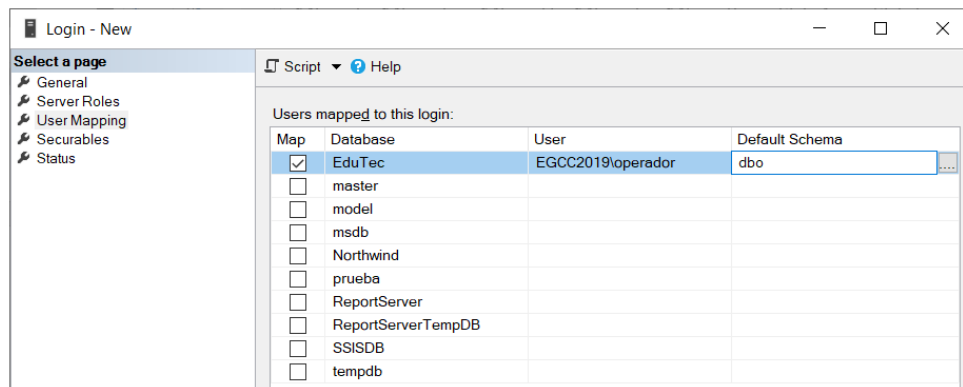 Login - New
Select a page
General
Server Roles
User Mapping
Securables
Status
Script Help
Users mapped to this login:
Map Database User Default Schema
EduTec EGCC2019\operador dbo ....
master
model
msdb
Northwind
prueba
ReportServer
ReportServerTempDB
SSISDB
tempdb